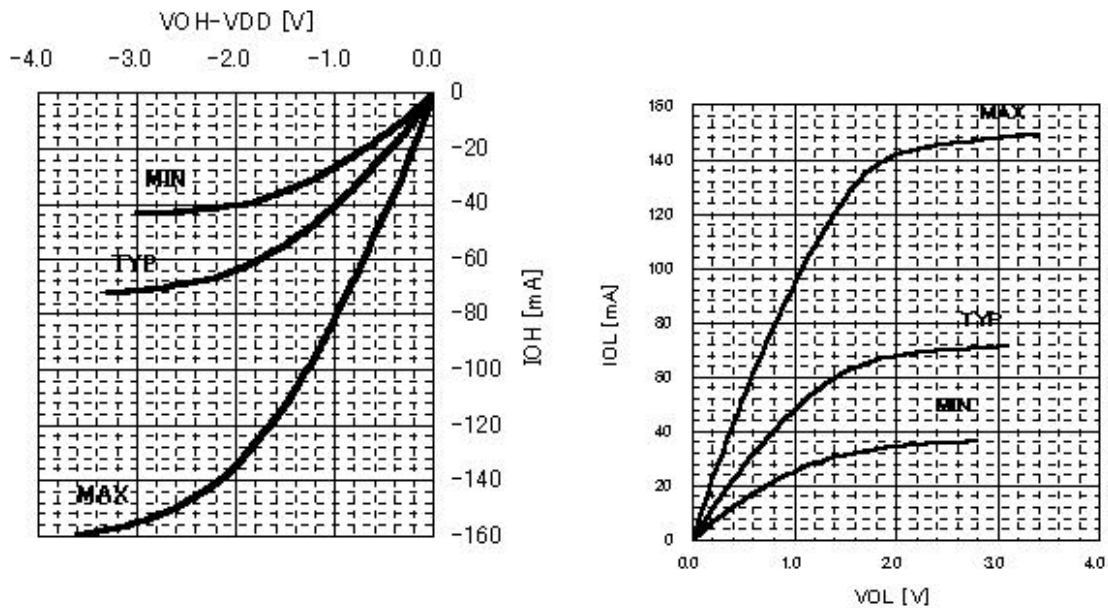 VOH-VDD [V]
-4.0 -3.0 -2.0 -1.0 0.0
0
-20
-40
-60
-80
-100
-120
-140
-160
IOH [mA]
MIN
TYP
MAX
160
140
120
100
80
60
40
20
0
IOL [mA]
MAX
TYP
MIN
0.0 1.0 2.0 3.0 4.0
VOL [V]